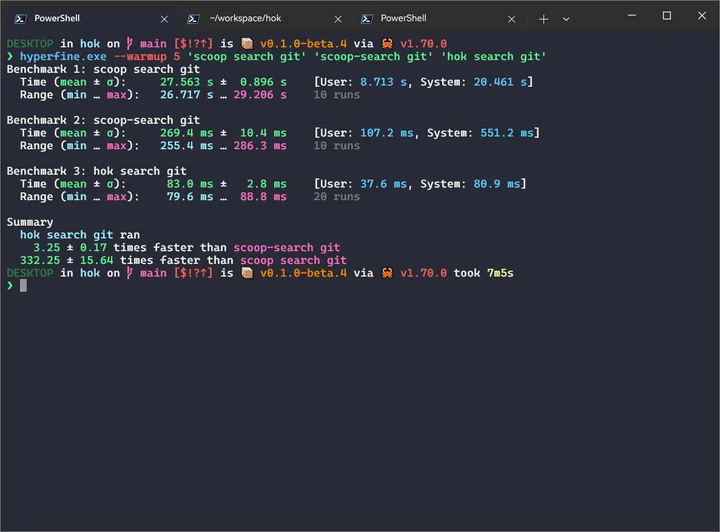 PowerShell
~/workspace/hok
PowerShell
DESKTOP in hok on main [$!?↑] is 📦 v0.1.0-beta.4 via 🦀 v1.70.0
❯ hyperfine.exe --warmup 5 'scoop search git' 'scoop-search git' 'hok search git'
Benchmark 1: scoop search git
Time (mean ± σ): 27.563 s ± 0.896 s [User: 8.713 s, System: 20.461 s]
Range (min … max): 26.717 s … 29.206 s 10 runs
Benchmark 2: scoop-search git
Time (mean ± σ): 269.4 ms ± 10.4 ms [User: 107.2 ms, System: 551.2 ms]
Range (min … max): 255.4 ms … 286.3 ms 10 runs
Benchmark 3: hok search git
Time (mean ± σ): 83.0 ms ± 2.8 ms [User: 37.6 ms, System: 80.9 ms]
Range (min … max): 79.6 ms … 88.8 ms 20 runs
Summary
hok search git ran
3.25 ± 0.17 times faster than scoop-search git
332.25 ± 15.64 times faster than scoop search git
DESKTOP in hok on main [$!?↑] is 📦 v0.1.0-beta.4 via 🦀 v1.70.0 took 7m5s
❯